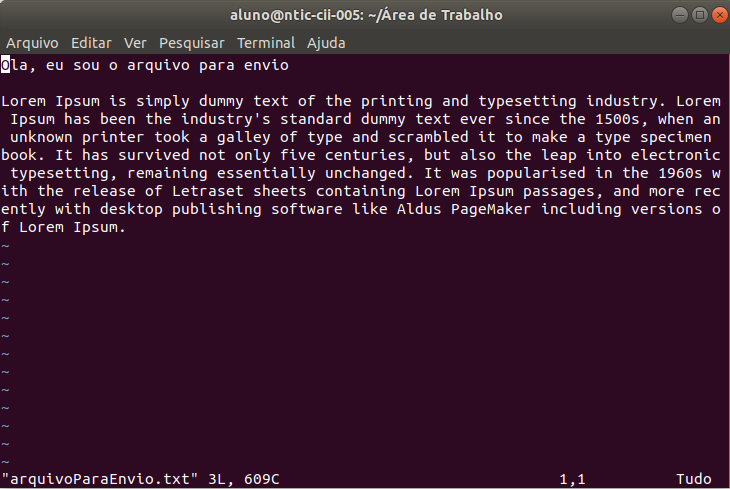 aluno@ntic-cii-005: ~/Área de Trabalho
Arquivo Editar Ver Pesquisar Terminal Ajuda
Ola, eu sou o arquivo para envio
Lorem Ipsum is simply dummy text of the printing and typesetting industry. Lorem
Ipsum has been the industry's standard dummy text ever since the 1500s, when an
unknown printer took a galley of type and scrambled it to make a type specimen
book. It has survived not only five centuries, but also the leap into electronic
typesetting, remaining essentially unchanged. It was popularised in the 1960s w
ith the release of Letraset sheets containing Lorem Ipsum passages, and more rec
ently with desktop publishing software like Aldus PageMaker including versions o
f Lorem Ipsum.
~
~
~
~
~
~
~
~
~
~
~
~
~
"arquivoParaEnvio.txt" 3L, 609C 1,1 Tudo